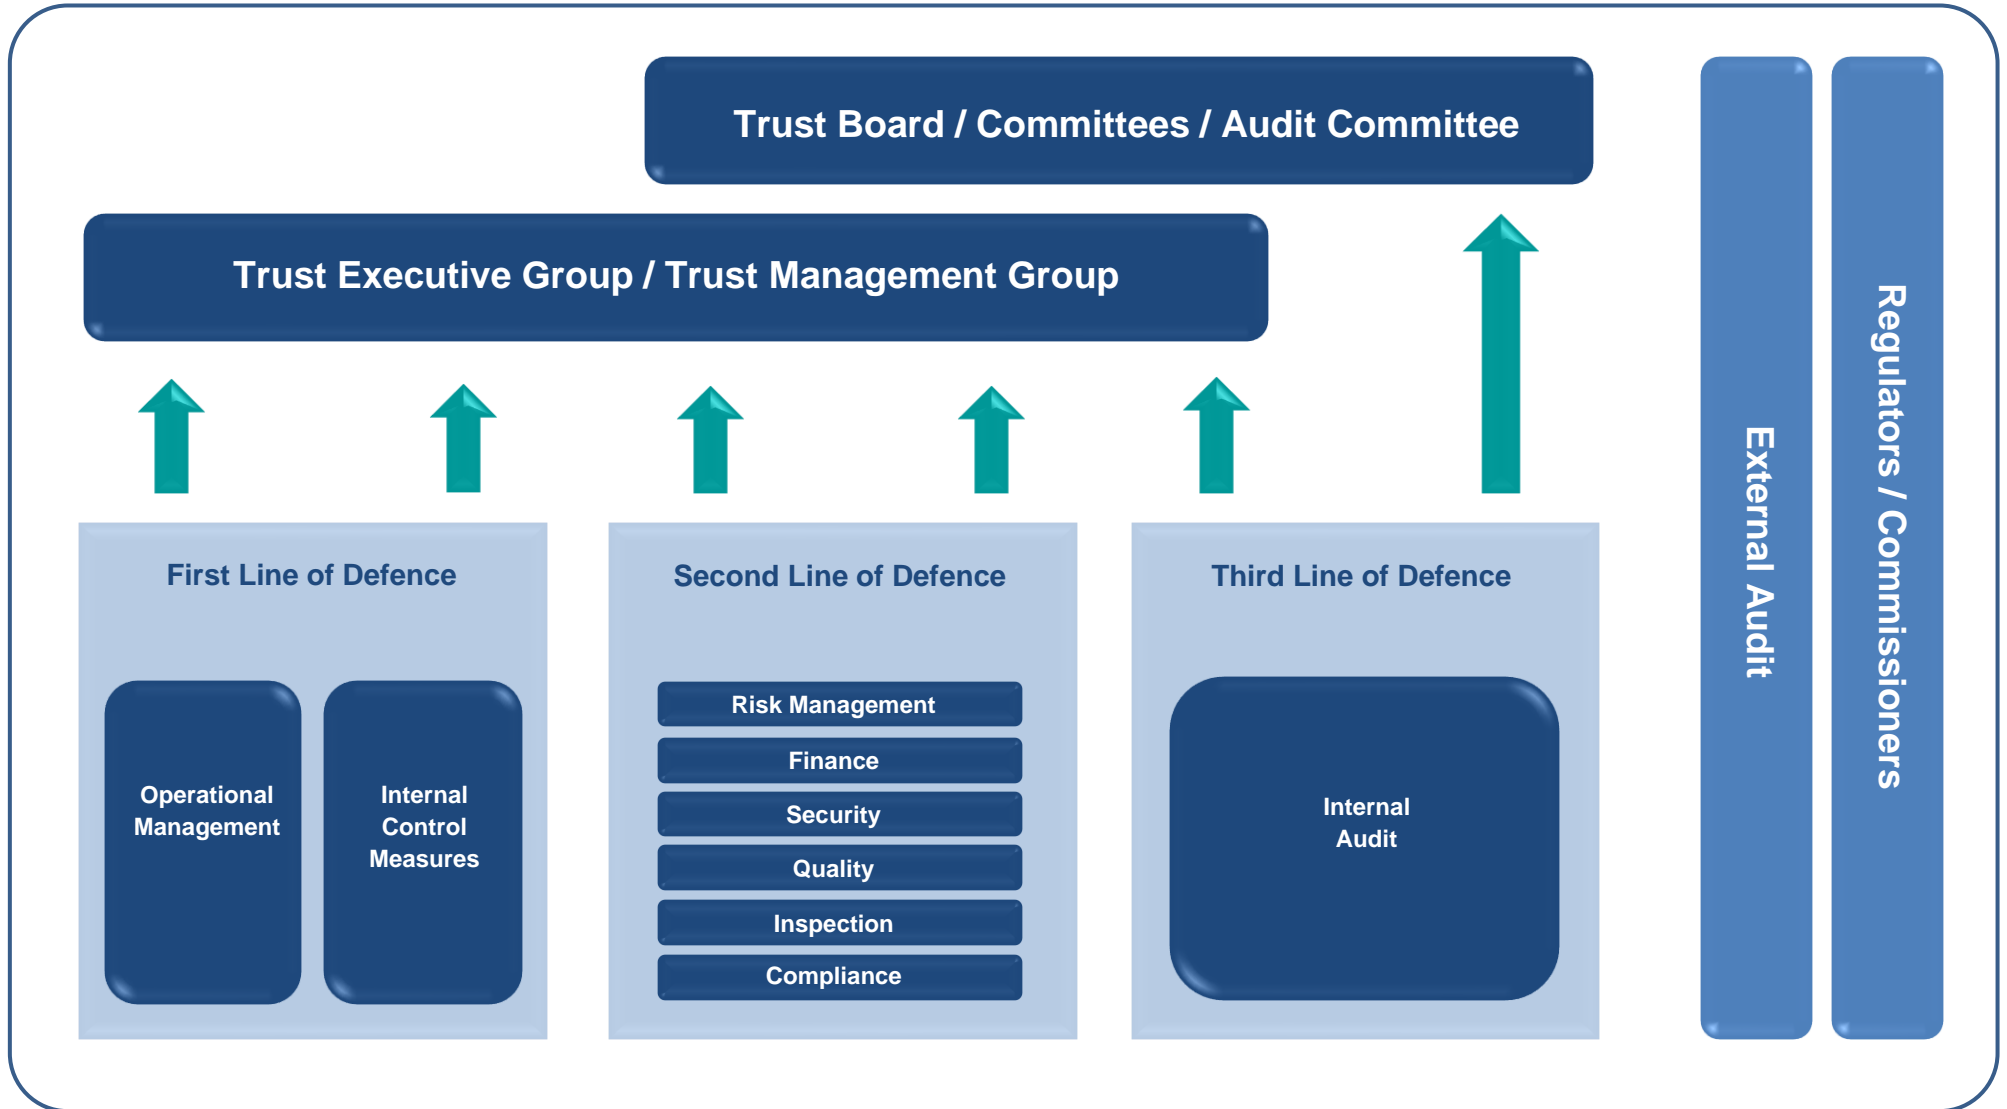 Trust Board / Committees / Audit Committee
Trust Executive Group / Trust Management Group
First Line of Defence
Operational
Management
Internal
Control
Measures
Second Line of Defence
Risk Management
Finance
Security
Quality
Inspection
Compliance
Third Line of Defence
Internal
Audit
External Audit
Regulators / Commissioners